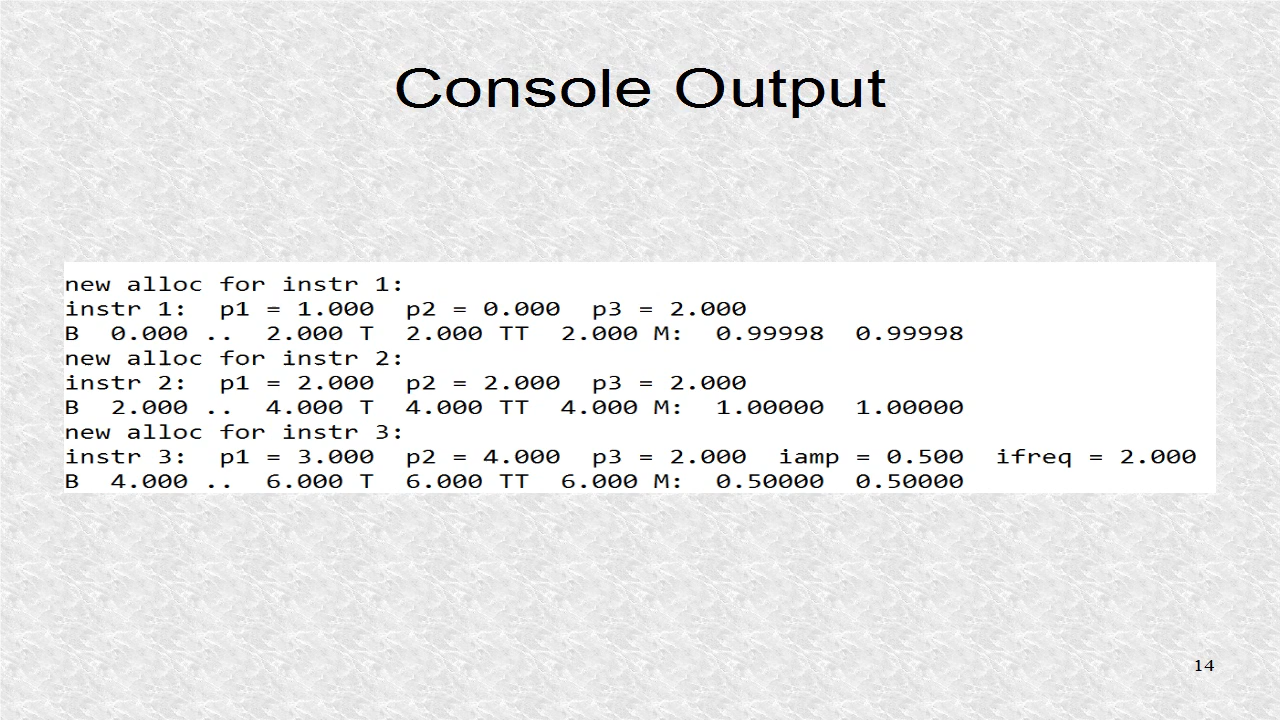 Console Output
new alloc for instr 1:
instr 1:  p1 = 1.000  p2 = 0.000  p3 = 2.000
B  0.000 ..  2.000 T  2.000 TT  2.000 M:  0.99998  0.99998
new alloc for instr 2:
instr 2:  p1 = 2.000  p2 = 2.000  p3 = 2.000
B  2.000 ..  4.000 T  4.000 TT  4.000 M:  1.00000  1.00000
new alloc for instr 3:
instr 3:  p1 = 3.000  p2 = 4.000  p3 = 2.000  iamp = 0.500  ifreq = 2.000
B  4.000 ..  6.000 T  6.000 TT  6.000 M:  0.50000  0.50000
14